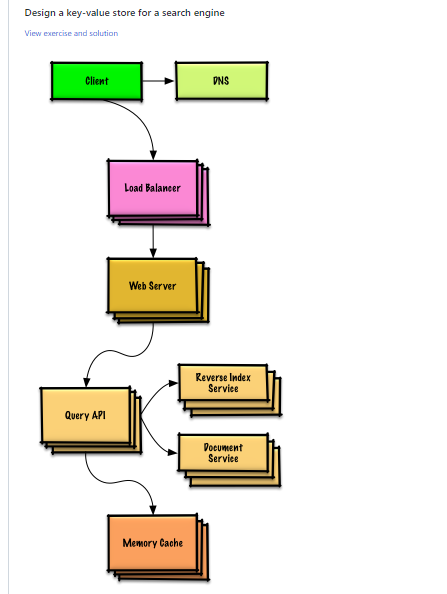 Design a key-value store for a search engine
View exercise and solution
Client
DNS
Load Balancer
Web Server
Reverse Index
Service
Query API
Document
Service
Memory Cache